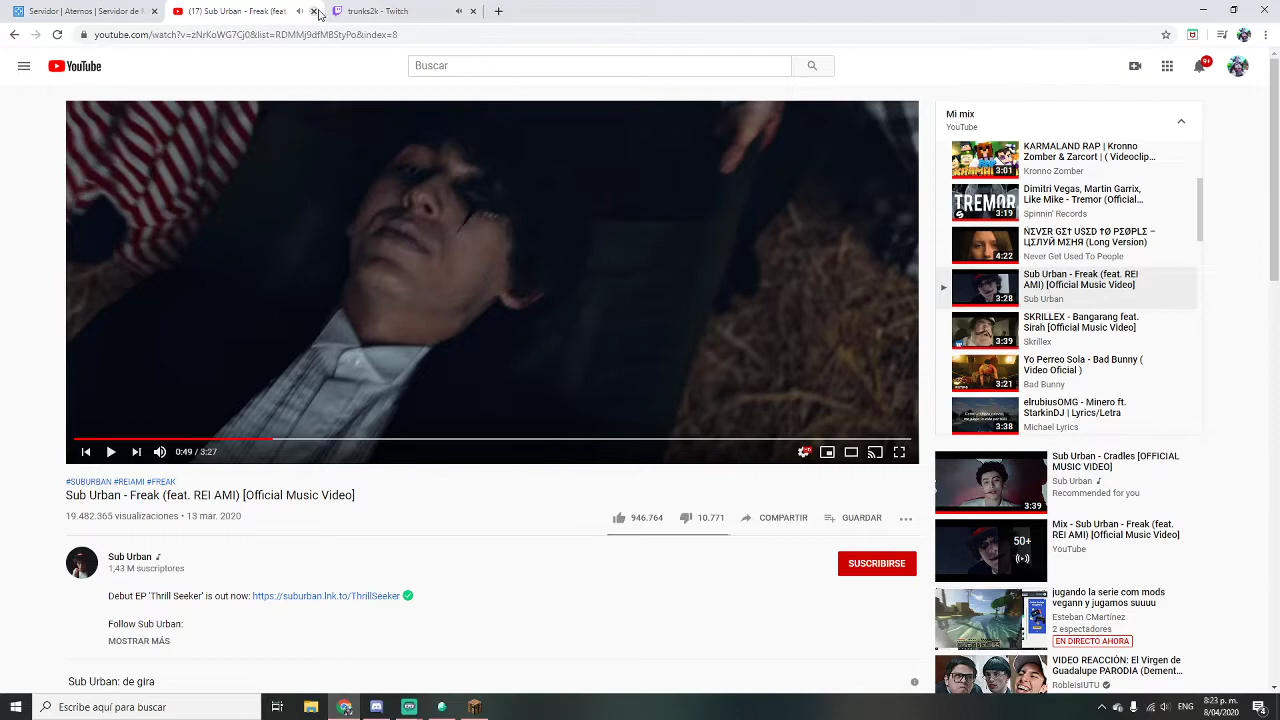 Aternos | Servidor de
(17) Sub Urban - Freak (feat.
trunks2k - Twitch
youtube.com/watch?v=zNrKoWG7Cj0&list=RDMMj9dfMBStyPo&index=8
YouTube
Buscar
9+
Mi mix
YouTube
KARMALAND RAP | Kronno
Zomber & Zarcort | ( Videoclip...
Kronno Zomber
3:01
Dimitri Vegas, Martin Garrix,
Like Mike - Tremor (Official...
Spinnin' Records
TREMOR
3:19
NΣVΣR GΣ† UȘΣD †Ø PΣØPLΣ –
ЦΣЛУЙ MΣHЯ (Long Version)
Never Get Used To People
4:22
Sub Urban - Freak (feat. REI
AMI) [Official Music Video]
Sub Urban
3:28
SKRILLEX - Bangarang feat.
Sirah [Official Music Video]
Skrillex
3:39
Yo Perreo Sola - Bad Bunny (
Video Oficial )
Bad Bunny
3:21
elrubiusOMG - Minero ft.
StarkinDJ | Lyrics/Letra
Michael Lyrics
3:38
0:49 / 3:27
#SUBURBAN #REIAMI #FREAK
Sub Urban - Freak (feat. REI AMI) [Official Music Video]
19.482.365 visualizaciones • 13 mar. 2020
946.764
10.771
COMPARTIR
GUARDAR
Sub Urban
1,43 M suscriptores
SUSCRIBIRSE
Debut EP 'Thrill Seeker' is out now: https://suburban.lnk.to/ThrillSeeker
Follow Sub Urban:
MOSTRAR MÁS
Sub Urban: de gira
Sub Urban - Cradles [OFFICIAL
MUSIC VIDEO]
Sub Urban
Recommended for you
3:39
Mix - Sub Urban - Freak (feat.
REI AMI) [Official Music Video]
YouTube
50+
jugando la serie com mods
vegann y jugamos suuuu
Esteban CMartínez
2 espectadores
EN DIRECTO AHORA
VIDEO REACCIÓN: El Virgen de
Guadalupe PARODIA (Dement...
RobleisIUTU
Escribe aquí para buscar
8:23 p. m.
8/04/2020